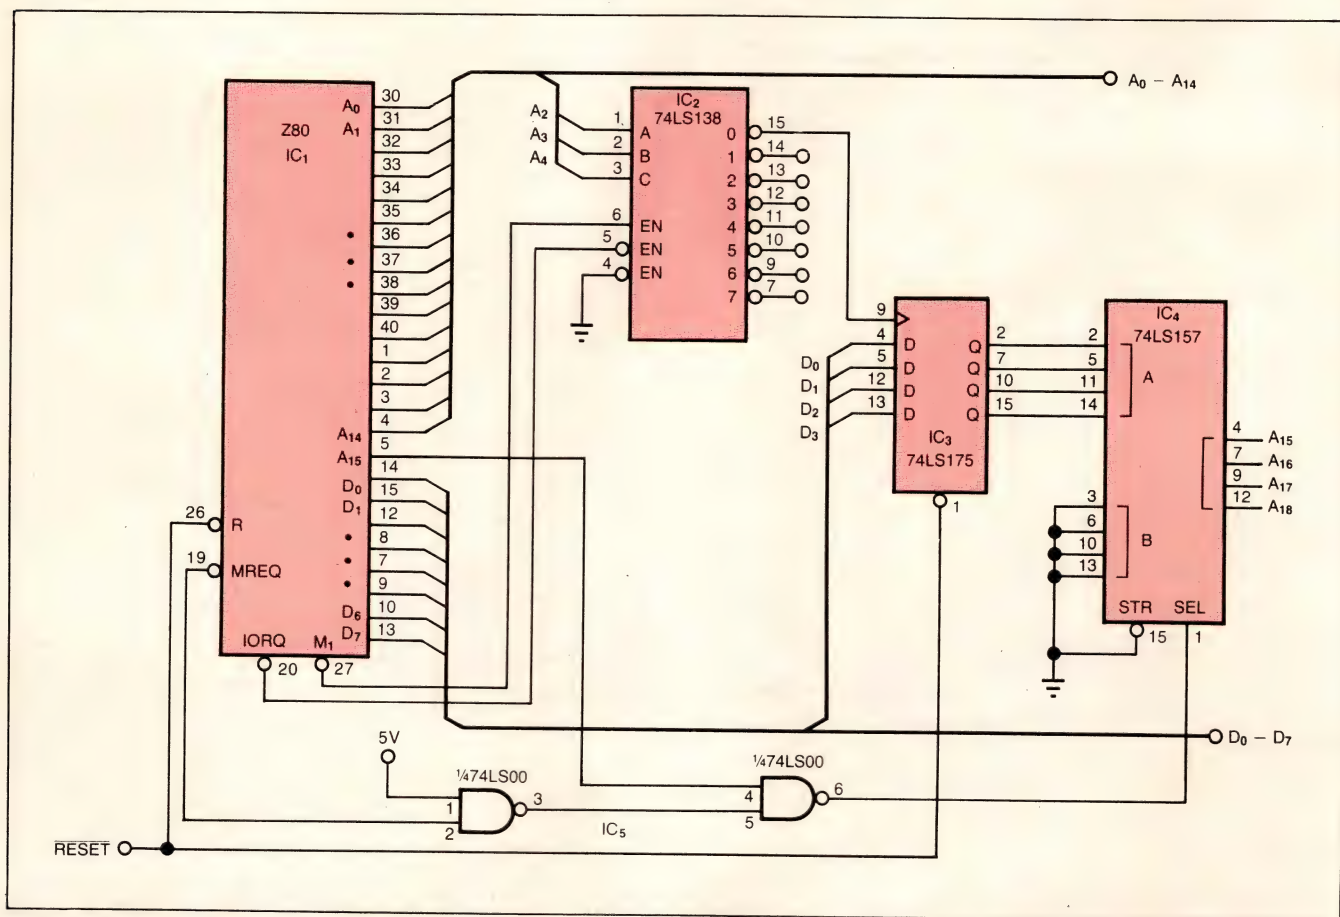 Z80
IC1
A0
A1
A14
A15
D0
D1
D6
D7
R
MREQ
IORQ
M1
30
31
32
33
34
35
36
37
38
39
40
1
2
3
4
5
14
15
12
8
7
9
10
13
26
19
20
27
A2
A3
A4
A0 – A14
IC2
74LS138
1
2
3
6
5
4
A
B
C
EN
EN
EN
0
1
2
3
4
5
6
7
15
14
13
12
11
10
9
7
D0
D1
D2
D3
9
4
5
12
13
D
D
D
D
Q
Q
Q
Q
2
7
10
15
IC3
74LS175
1
IC4
74LS157
2
5
11
14
A
3
6
10
13
B
STR
SEL
15
1
4
7
9
12
A15
A16
A17
A18
D0 – D7
5V
¼74LS00
1
2
3
IC5
¼74LS00
4
5
6
RESET